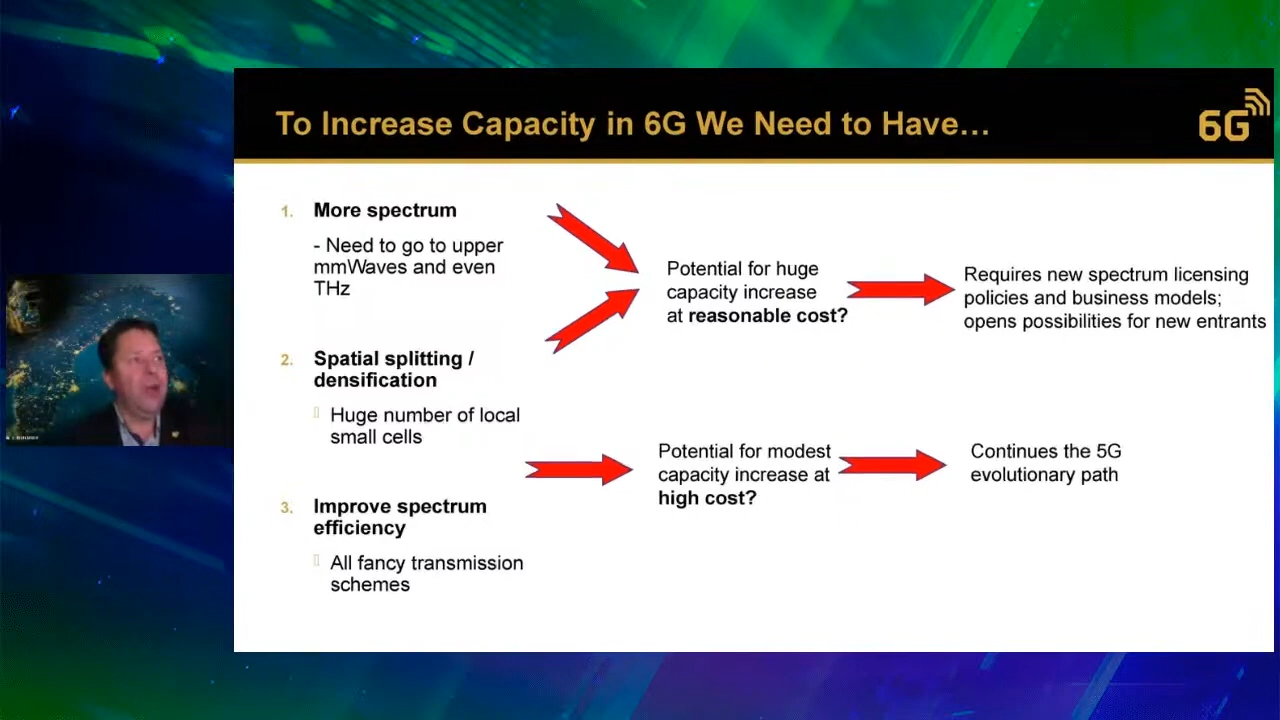 To Increase Capacity in 6G We Need to Have…
6G
1. More spectrum
- Need to go to upper
mmWaves and even
THz
2. Spatial splitting /
densification
Huge number of local
small cells
3. Improve spectrum
efficiency
All fancy transmission
schemes
Potential for huge
capacity increase
at reasonable cost?
Requires new spectrum licensing
policies and business models;
opens possibilities for new entrants
Potential for modest
capacity increase at
high cost?
Continues the 5G
evolutionary path